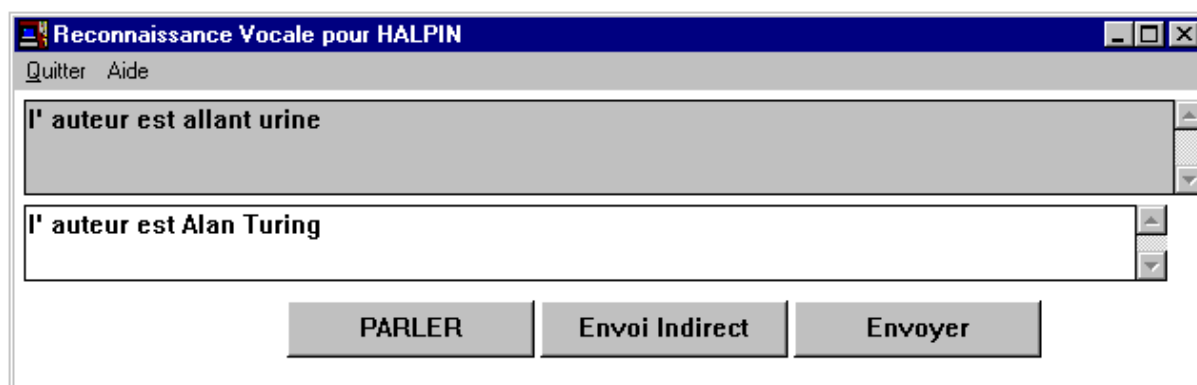 Reconnaissance Vocale pour HALPIN
Quitter Aide
l' auteur est allant urine
l' auteur est Alan Turing
PARLER Envoi Indirect Envoyer